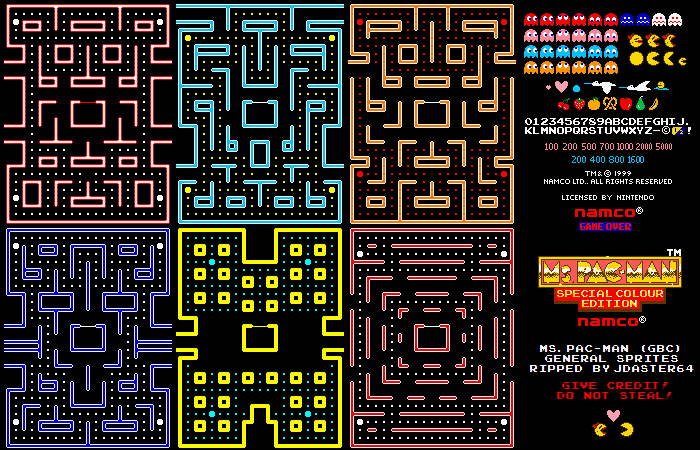 0123456789ABCDEFGHIJ.
KLMNOPQRSTUVWXYZ-©!
100 200 500 700 1000 2000 5000
200 400 800 1600
TM & © 1999
NAMCO LTD., ALL RIGHTS RESERVED
LICENSED BY NINTENDO
namco®
GAME OVER
TM
MS. PAC-MAN
SPECIAL COLOUR
EDITION
namco®
MS. PAC-MAN (GBC)
GENERAL SPRITES
RIPPED BY JDASTER64
GIVE CREDIT!
DO NOT STEAL!